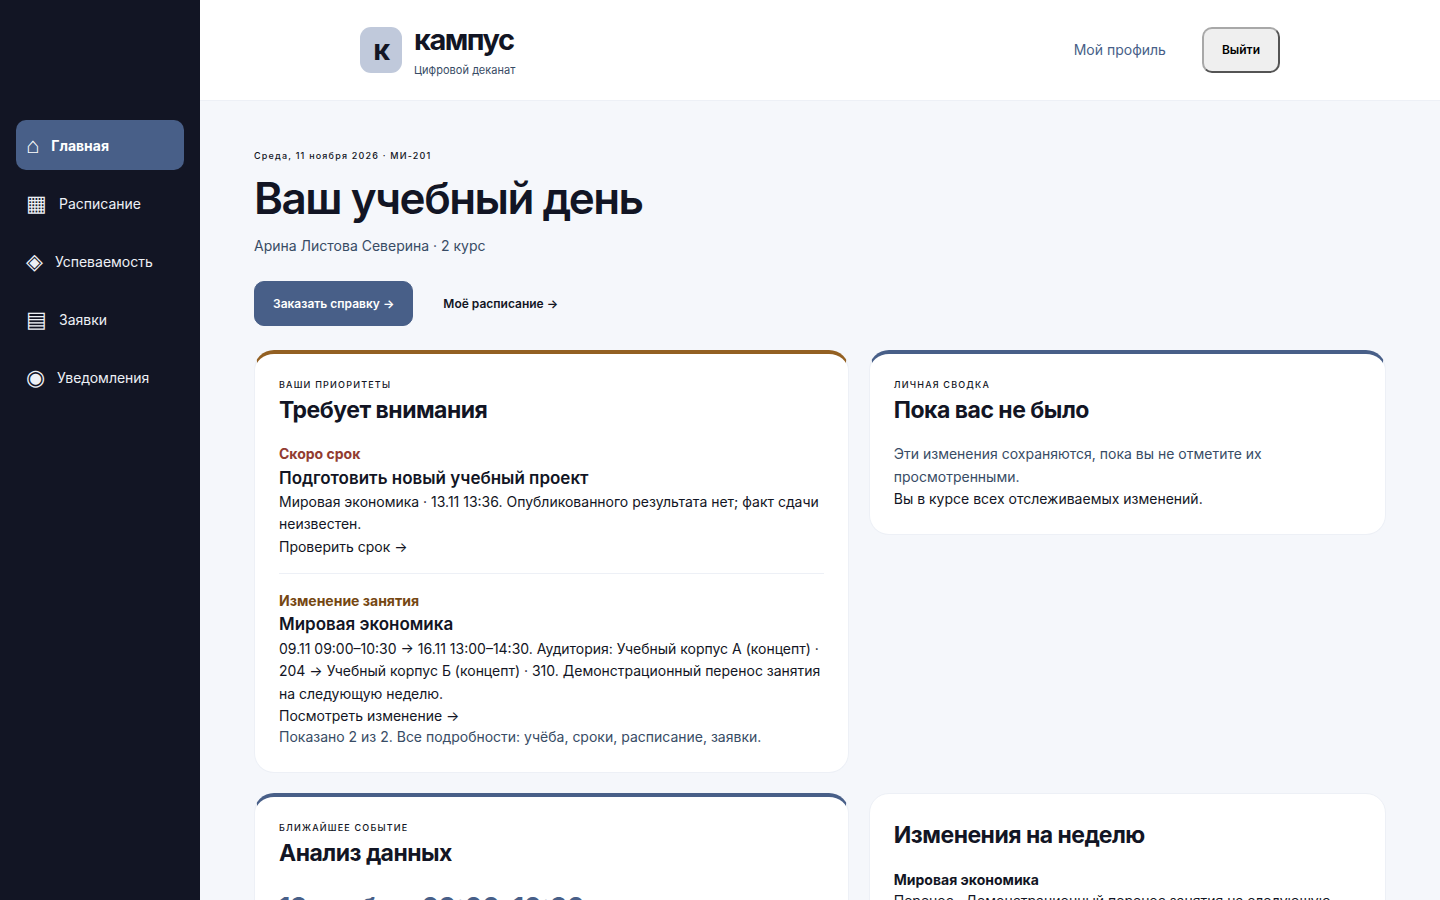 к кампус
Цифровой деканат
Мой профиль
Выйти
Главная
Расписание
Успеваемость
Заявки
Уведомления
Среда, 11 ноября 2026 · МИ-201
Ваш учебный день
Арина Листова Северина · 2 курс
Заказать справку →
Моё расписание →
ВАШИ ПРИОРИТЕТЫ
Требует внимания
Скоро срок
Подготовить новый учебный проект
Мировая экономика · 13.11 13:36. Опубликованного результата нет; факт сдачи
неизвестен.
Проверить срок →
Изменение занятия
Мировая экономика
09.11 09:00–10:30 → 16.11 13:00–14:30. Аудитория: Учебный корпус А (концепт) ·
204 → Учебный корпус Б (концепт) · 310. Демонстрационный перенос занятия
на следующую неделю.
Посмотреть изменение →
Показано 2 из 2. Все подробности: учёба, сроки, расписание, заявки.
ЛИЧНАЯ СВОДКА
Пока вас не было
Эти изменения сохраняются, пока вы не отметите их
просмотренными.
Вы в курсе всех отслеживаемых изменений.
БЛИЖАЙШЕЕ СОБЫТИЕ
Анализ данных
Изменения на неделю
Мировая экономика